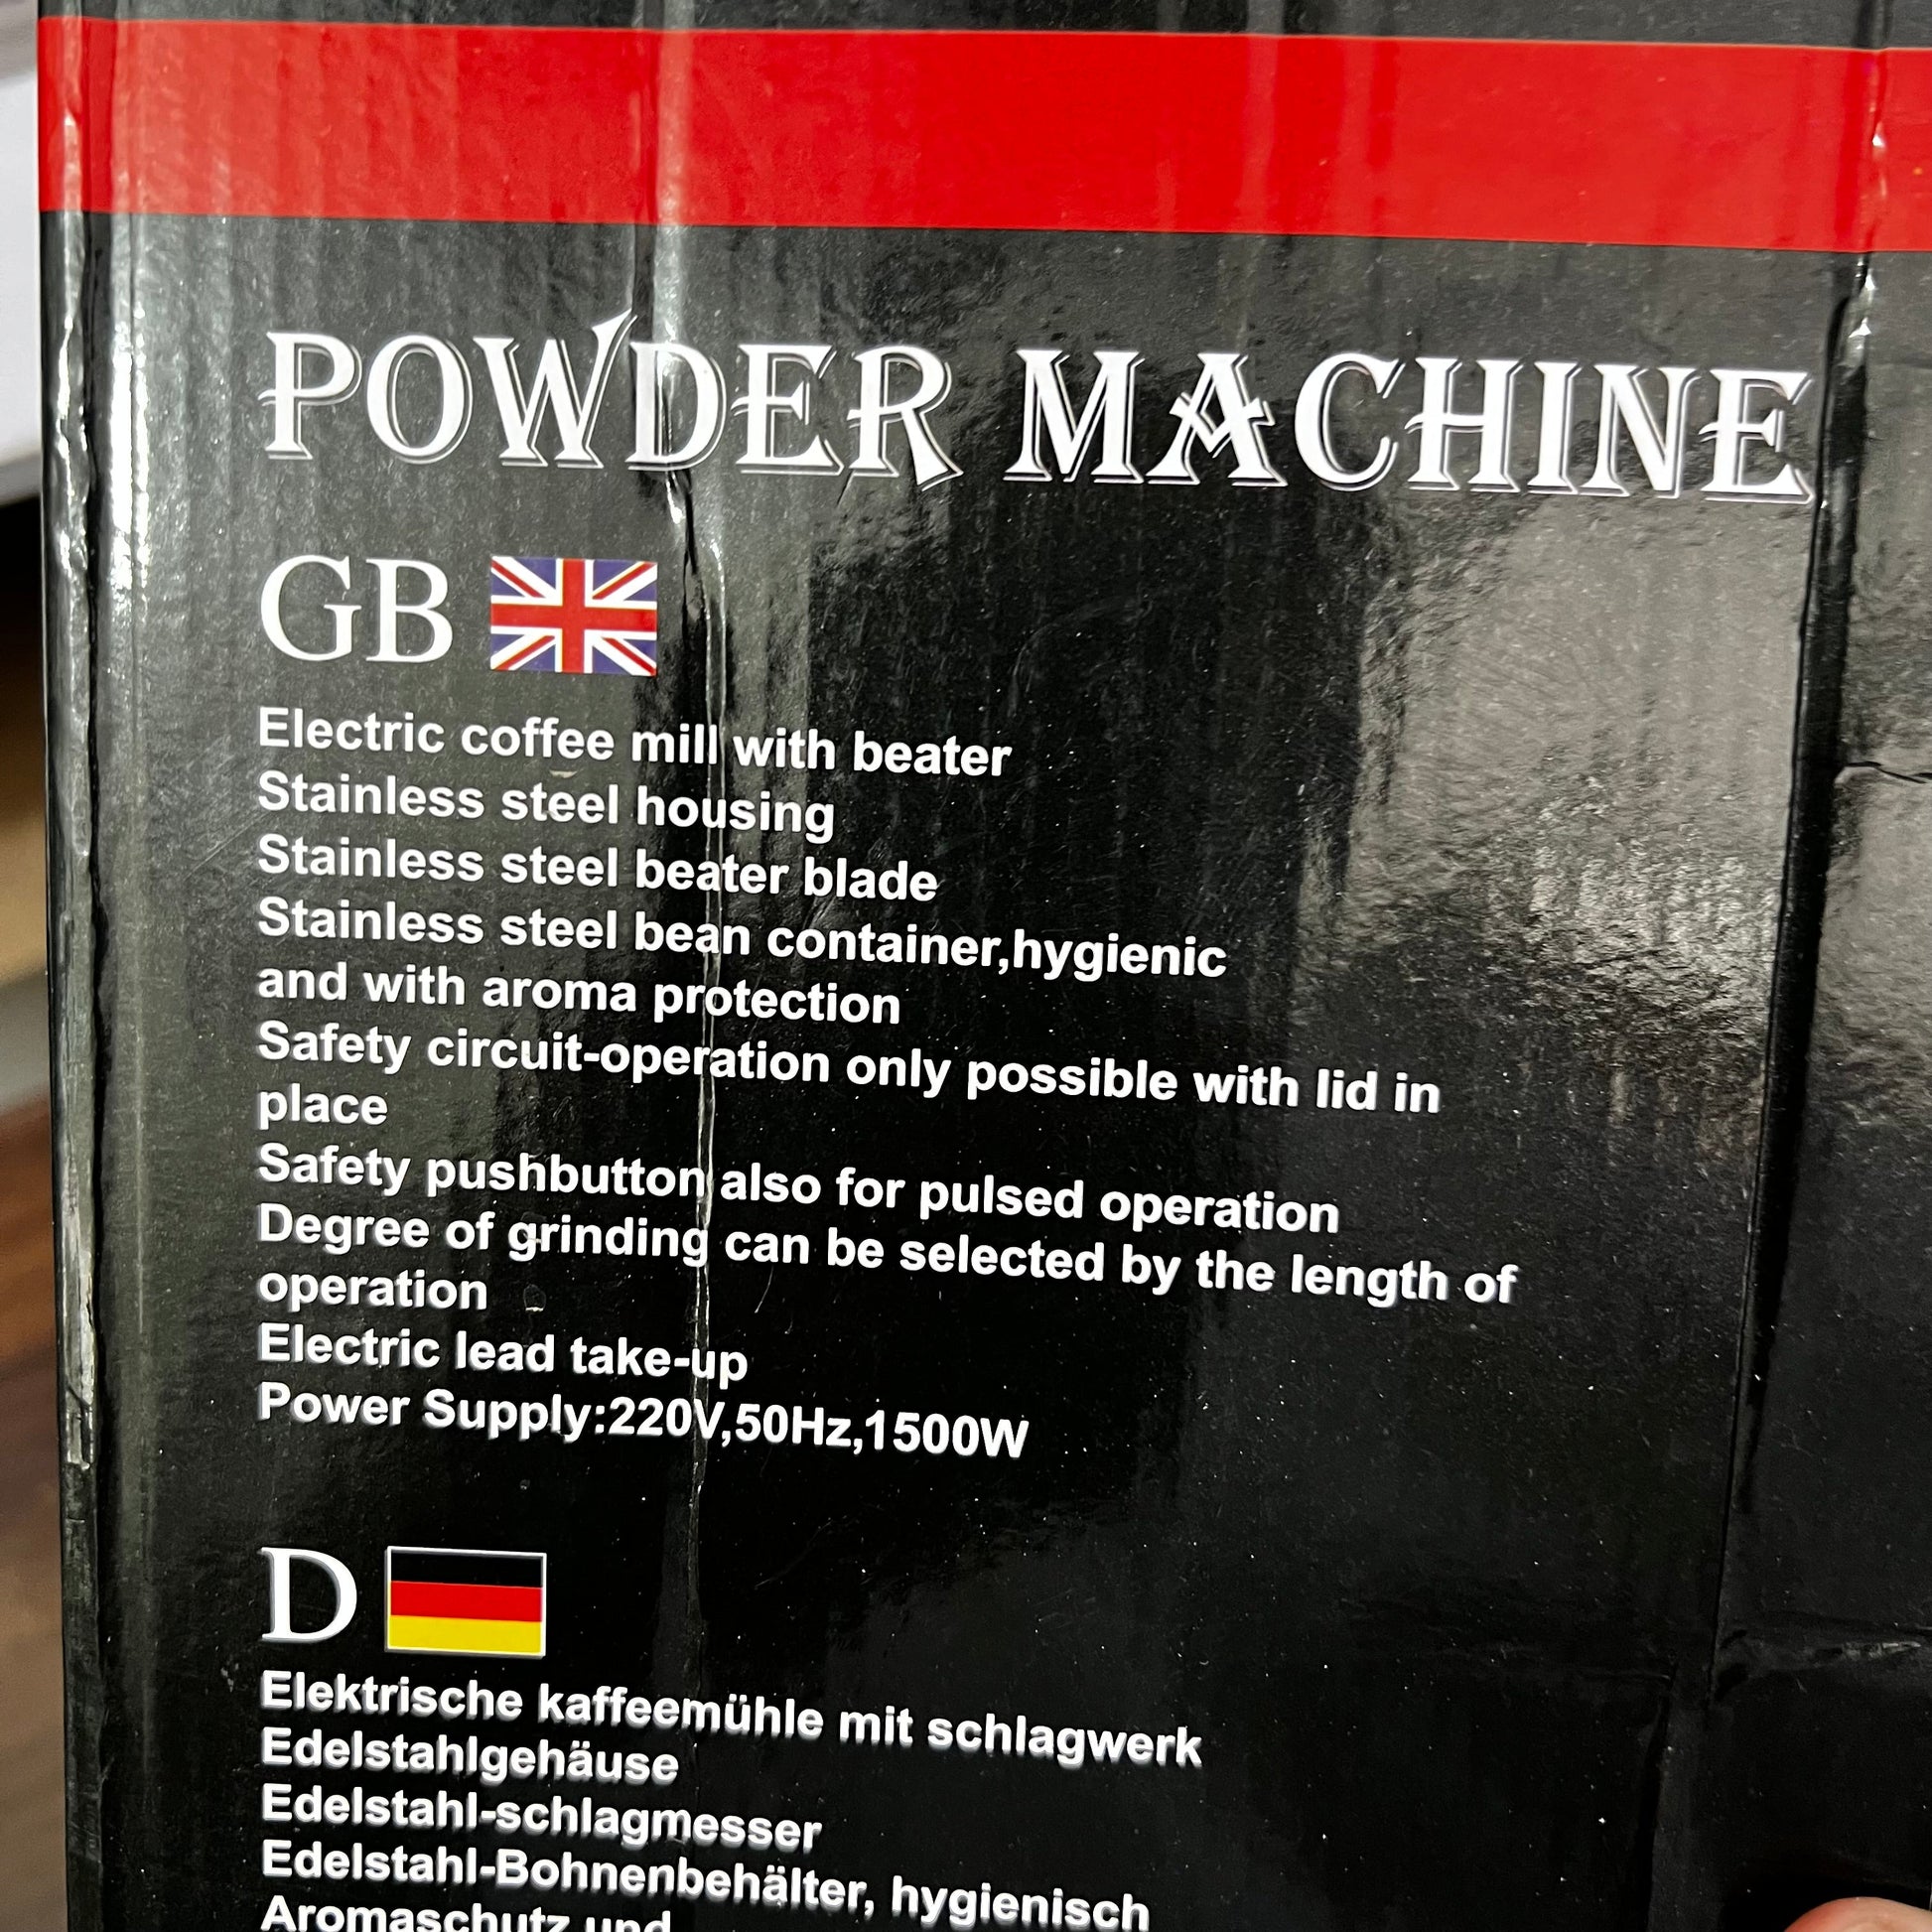 POWDER MACHINE
GB
Electric coffee mill with beater
Stainless steel housing
Stainless steel beater blade
Stainless steel bean container,hygienic
and with aroma protection
Safety circuit-operation only possible with lid in
place
Safety pushbutton also for pulsed operation
Degree of grinding can be selected by the length of
operation
Electric lead take-up
Power Supply:220V,50Hz,1500W
D
Elektrische kaffeemühle mit schlagwerk
Edelstahlgehäuse
Edelstahl-schlagmesser
Edelstahl-Bohnenbehälter, hygienisch
Aromaschutz und